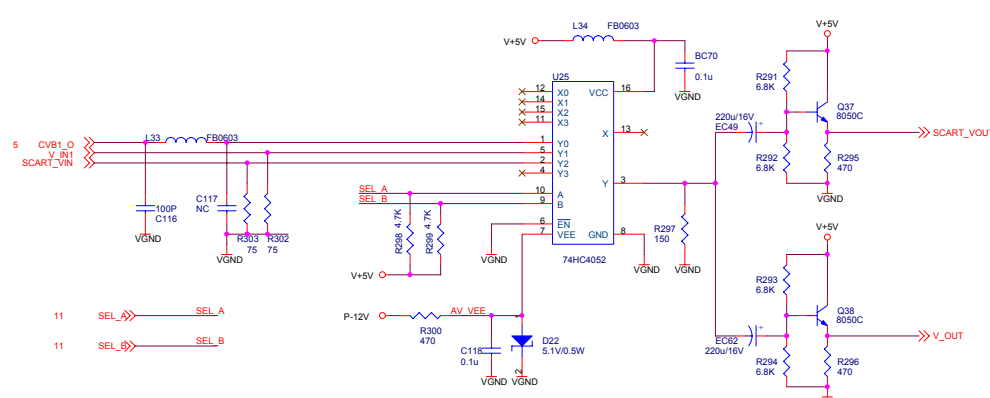 L34 FB0603
V+5V
BC70
0.1u
VGND
U25
12 X0
14 X1
15 X2
11 X3
1 Y0
5 Y1
2 Y2
4 Y3
10 A
9 B
6 EN
7 VEE
VCC 16
X 13
Y 3
GND 8
74HC4052
VGND
VGND
5 CVB1_O
V_IN1
SCART_VIN
L33 FB0603
100P
C116
VGND
C117
NC
VGND
R303
75
R302
75
SEL_A
SEL_B
R298 4.7K
R299 4.7K
V+5V
VGND
P-12V
R300
470
AV_VEE
C118
0.1u
VGND
D22
5.1V/0.5W
2
VGND
11 SEL_A SEL_A
11 SEL_B SEL_B
R297
150
VGND
V+5V
R291
6.8K
Q37
8050C
220u/16V
EC49
+
SCART_VOUT
R292
6.8K
R295
470
VGND
V+5V
R293
6.8K
Q38
8050C
+
EC62
220u/16V
V_OUT
R294
6.8K
R296
470